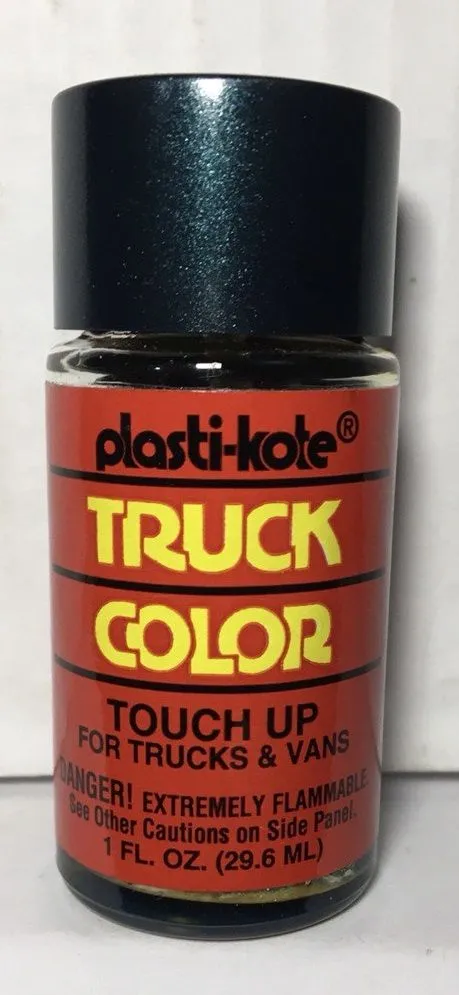 plasti-kote®
TRUCK
COLOR
TOUCH UP
FOR TRUCKS & VANS
DANGER! EXTREMELY FLAMMABLE.
See Other Cautions on Side Panel.
1 FL. OZ. (29.6 ML)